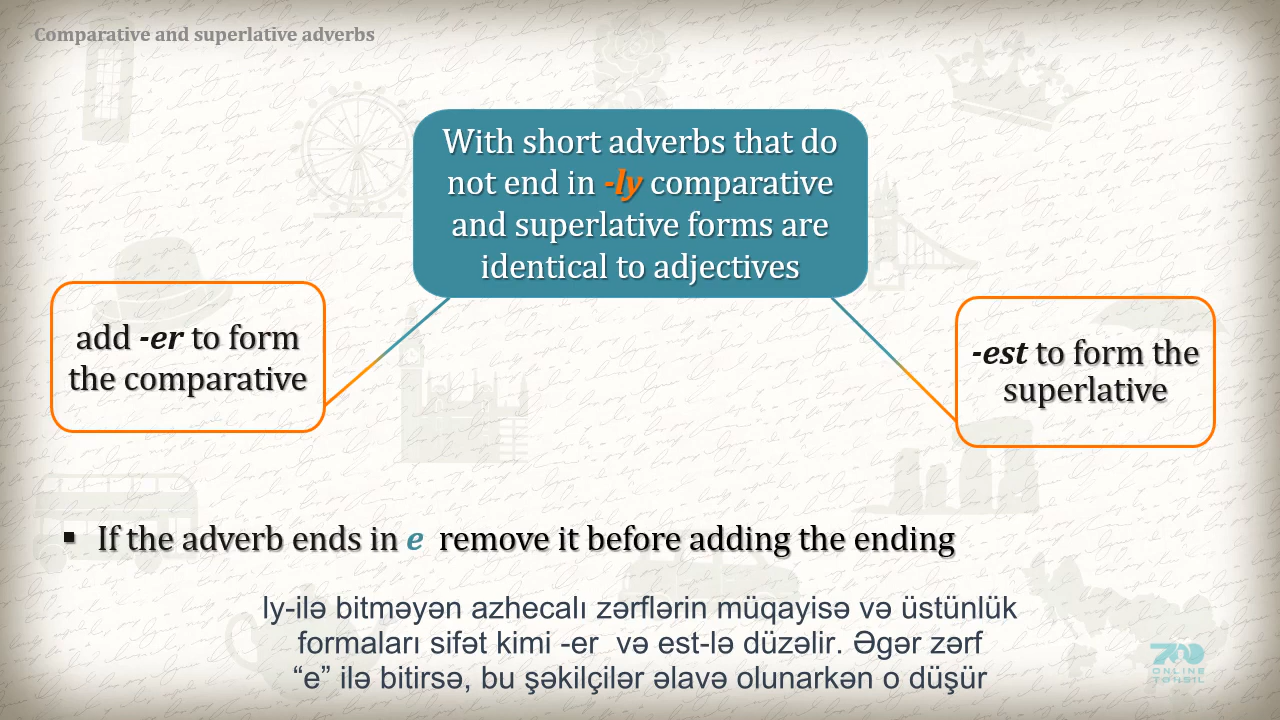 Comparative and superlative adverbs
With short adverbs that do
not end in -ly comparative
and superlative forms are
identical to adjectives
add -er to form
the comparative
-est to form the
superlative
▪ If the adverb ends in e remove it before adding the ending
ly-ilə bitməyən azhecalı zərflərin müqayisə və üstünlük
formaları sifət kimi -er və est-lə düzəlir. Əgər zərf
“e” ilə bitirsə, bu şəkilçilər əlavə olunarkən o düşür
700
ONLINE
TƏHSİL